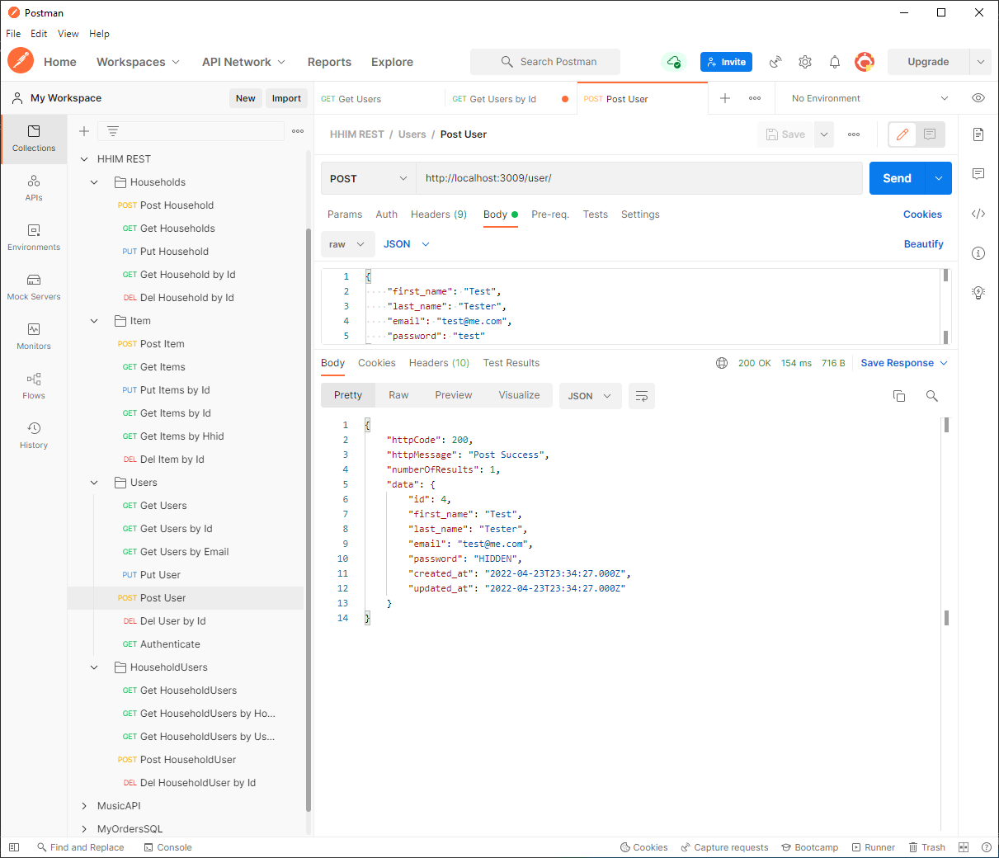 Postman
File Edit View Help
Home Workspaces API Network Reports Explore Search Postman Invite Upgrade
My Workspace New Import
GET Get Users GET Get Users by Id POST Post User No Environment
Collections
APIs
Environments
Mock Servers
Monitors
Flows
History
HHIM REST
Households
POST Post Household
GET Get Households
PUT Put Household
GET Get Household by Id
DEL Del Household by Id
Item
POST Post Item
GET Get Items
PUT Put Items by Id
GET Get Items by Id
GET Get Items by Hhid
DEL Del Item by Id
Users
GET Get Users
GET Get Users by Id
GET Get Users by Email
PUT Put User
POST Post User
DEL Del User by Id
GET Authenticate
HouseholdUsers
GET Get HouseholdUsers
GET Get HouseholdUsers by Ho...
GET Get HouseholdUsers by Us...
POST Post HouseholdUser
DEL Del HouseholdUser by Id
MusicAPI
MyOrdersSQL
HHIM REST / Users / Post User Save
POST http://localhost:3009/user/ Send
Params Auth Headers (9) Body Pre-req. Tests Settings Cookies
raw JSON Beautify
1 {
2 "first_name": "Test",
3 "last_name": "Tester",
4 "email": "test@me.com",
5 "password": "test"
Body Cookies Headers (10) Test Results 200 OK 154 ms 716 B Save Response
Pretty Raw Preview Visualize JSON
1 {
2 "httpCode": 200,
3 "httpMessage": "Post Success",
4 "numberOfResults": 1,
5 "data": {
6 "id": 4,
7 "first_name": "Test",
8 "last_name": "Tester",
9 "email": "test@me.com",
10 "password": "HIDDEN",
11 "created_at": "2022-04-23T23:34:27.000Z",
12 "updated_at": "2022-04-23T23:34:27.000Z"
13 }
14 }
Find and Replace Console Cookies Capture requests Bootcamp Runner Trash